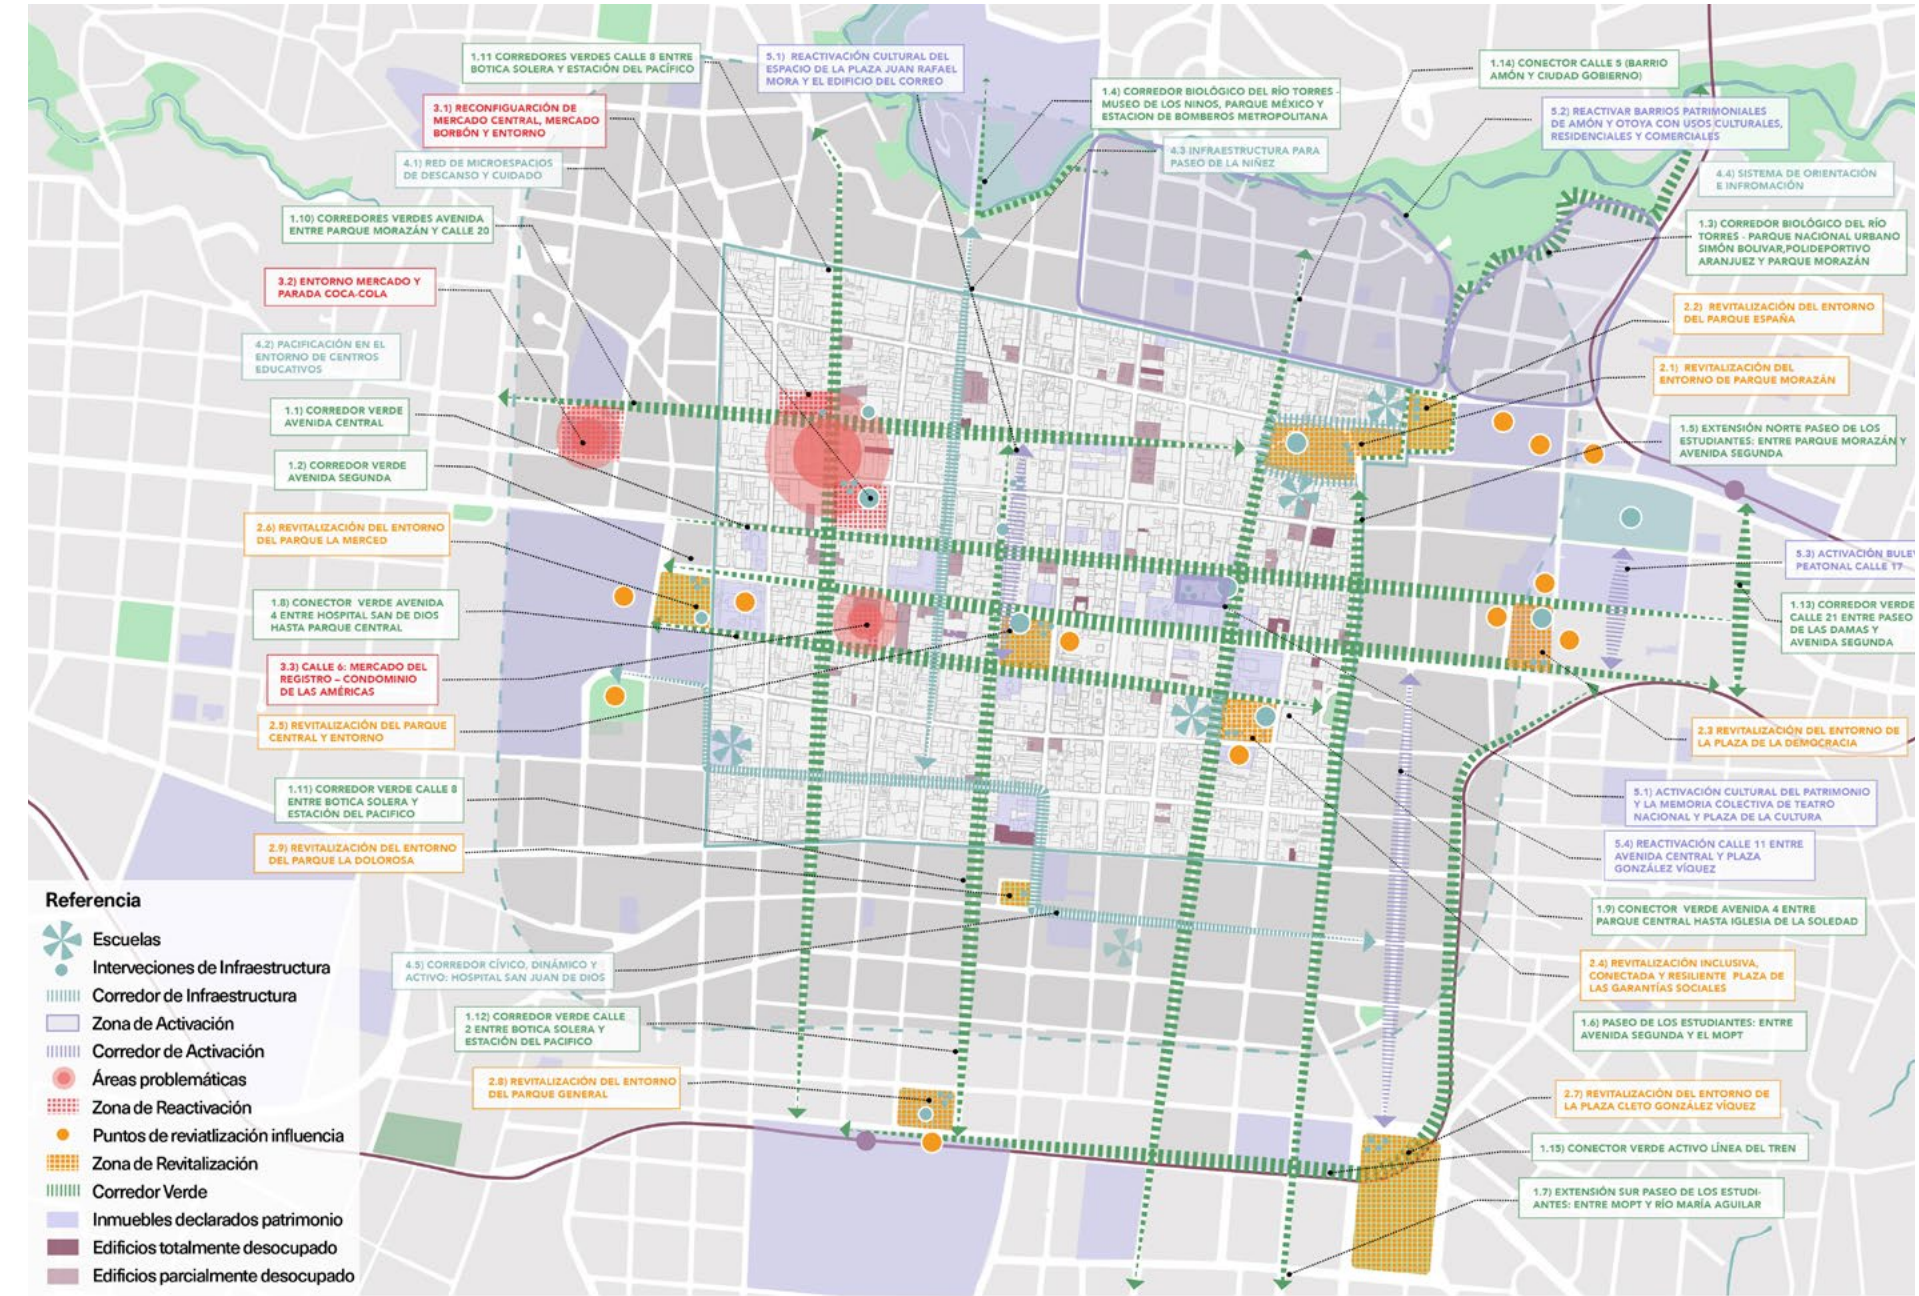 1.11 CORREDORES VERDES CALLE 8 ENTRE
BOTICA SOLERA Y ESTACIÓN DEL PACÍFICO
5.1) REACTIVACIÓN CULTURAL DEL
ESPACIO DE LA PLAZA JUAN RAFAEL
MORA Y EL EDIFICIO DEL CORREO
1.14) CONECTOR CALLE 5 (BARRIO
AMÓN Y CIUDAD GOBIERNO)
3.1) RECONFIGUARCIÓN DE
MERCADO CENTRAL, MERCADO
BORBÓN Y ENTORNO
1.4) CORREDOR BIOLÓGICO DEL RÍO TORRES -
MUSEO DE LOS NINOS, PARQUE MÉXICO Y
ESTACION DE BOMBEROS METROPOLITANA
5.2) REACTIVAR BARRIOS PATRIMONIALES
DE AMÓN Y OTOYA CON USOS CULTURALES,
RESIDENCIALES Y COMERCIALES
4.1) RED DE MICROESPACIOS
DE DESCANSO Y CUIDADO
4.3 INFRAESTRUCTURA PARA
PASEO DE LA NIÑEZ
4.4) SISTEMA DE ORIENTACIÓN
E INFROMACIÓN
1.10) CORREDORES VERDES AVENIDA
ENTRE PARQUE MORAZÁN Y CALLE 20
1.3) CORREDOR BIOLÓGICO DEL RÍO
TORRES - PARQUE NACIONAL URBANO
SIMÓN BOLIVAR,POLIDEPORTIVO
ARANJUEZ Y PARQUE MORAZÁN
3.2) ENTORNO MERCADO Y
PARADA COCA-COLA
2.2) REVITALIZACIÓN DEL ENTORNO
DEL PARQUE ESPAÑA
4.2) PACIFICACIÓN EN EL
ENTORNO DE CENTROS
EDUCATIVOS
2.1) REVITALIZACIÓN DEL
ENTORNO DE PARQUE MORAZÁN
1.1) CORREDOR VERDE
AVENIDA CENTRAL
1.5) EXTENSIÓN NORTE PASEO DE LOS
ESTUDIANTES: ENTRE PARQUE MORAZÁN Y
AVENIDA SEGUNDA
1.2) CORREDOR VERDE
AVENIDA SEGUNDA
2.6) REVITALIZACIÓN DEL ENTORNO
DEL PARQUE LA MERCED
5.3) ACTIVACIÓN BULEV
PEATONAL CALLE 17
1.8) CONECTOR VERDE AVENIDA
4 ENTRE HOSPITAL SAN DE DIOS
HASTA PARQUE CENTRAL
1.13) CORREDOR VERDE
CALLE 21 ENTRE PASEO
DE LAS DAMAS Y
AVENIDA SEGUNDA
3.3) CALLE 6: MERCADO DEL
REGISTRO – CONDOMINIO
DE LAS AMÉRICAS
2.5) REVITALIZACIÓN DEL PARQUE
CENTRAL Y ENTORNO
2.3 REVITALIZACIÓN DEL ENTORNO DE
LA PLAZA DE LA DEMOCRACIA
1.11) CORREDOR VERDE CALLE 8
ENTRE BOTICA SOLERA Y
ESTACIÓN DEL PACIFICO
5.1) ACTIVACIÓN CULTURAL DEL PATRIMONIO
Y LA MEMORIA COLECTIVA DE TEATRO
NACIONAL Y PLAZA DE LA CULTURA
2.9) REVITALIZACIÓN DEL ENTORNO
DEL PARQUE LA DOLOROSA
5.4) REACTIVACIÓN CALLE 11 ENTRE
AVENIDA CENTRAL Y PLAZA
GONZÁLEZ VÍQUEZ
1.9) CONECTOR VERDE AVENIDA 4 ENTRE
PARQUE CENTRAL HASTA IGLESIA DE LA SOLEDAD
4.5) CORREDOR CÍVICO, DINÁMICO Y
ACTIVO: HOSPITAL SAN JUAN DE DIOS
2.4) REVITALIZACIÓN INCLUSIVA,
CONECTADA Y RESILIENTE PLAZA DE
LAS GARANTÍAS SOCIALES
1.12) CORREDOR VERDE CALLE
2 ENTRE BOTICA SOLERA Y
ESTACIÓN DEL PACIFICO
1.6) PASEO DE LOS ESTUDIANTES: ENTRE
AVENIDA SEGUNDA Y EL MOPT
2.8) REVITALIZACIÓN DEL ENTORNO
DEL PARQUE GENERAL
2.7) REVITALIZACIÓN DEL ENTORNO DE
LA PLAZA CLETO GONZÁLEZ VÍQUEZ
1.15) CONECTOR VERDE ACTIVO LÍNEA DEL TREN
1.7) EXTENSIÓN SUR PASEO DE LOS ESTUDI-
ANTES: ENTRE MOPT Y RÍO MARÍA AGUILAR
Referencia
Escuelas
Interveciones de Infraestructura
Corredor de Infraestructura
Zona de Activación
Corredor de Activación
Áreas problemáticas
Zona de Reactivación
Puntos de reviatlización influencia
Zona de Revitalización
Corredor Verde
Inmuebles declarados patrimonio
Edificios totalmente desocupado
Edificios parcialmente desocupado